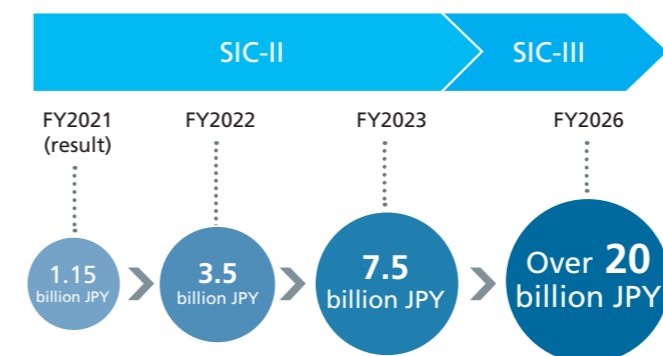 SIC-II
SIC-III
FY2021
(result)
FY2022
FY2023
FY2026
1.15
billion JPY
3.5
billion JPY
7.5
billion JPY
Over 20
billion JPY